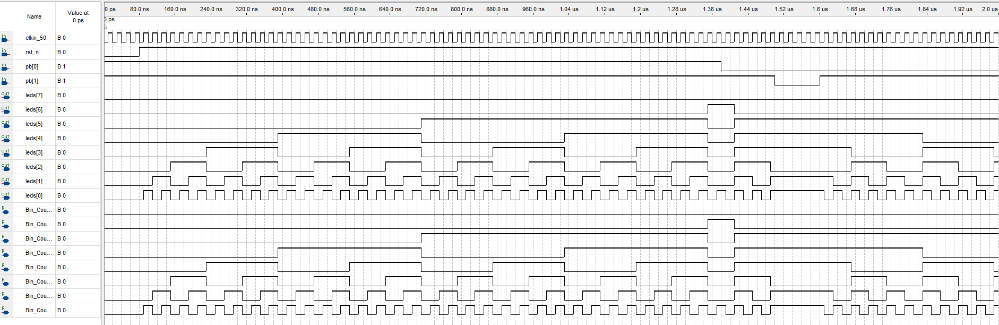 Name
Value at
0 ps
0 ps 80.0 ns 160.0 ns 240.0 ns 320.0 ns 400.0 ns 480.0 ns 560.0 ns 640.0 ns 720.0 ns 800.0 ns 880.0 ns 960.0 ns 1.04 us 1.12 us 1.2 us 1.28 us 1.36 us 1.44 us 1.52 us 1.6 us 1.68 us 1.76 us 1.84 us 1.92 us 2.0 us
0 ps
in clkin_50 B 0
in rst_n B 0
in pb[0] B 1
in pb[1] B 1
out leds[7] B 0
out leds[6] B 0
out leds[5] B 0
out leds[4] B 0
out leds[3] B 0
out leds[2] B 0
out leds[1] B 0
out leds[0] B 0
R Bin_Cou... B 0
R Bin_Cou... B 0
R Bin_Cou... B 0
R Bin_Cou... B 0
R Bin_Cou... B 0
R Bin_Cou... B 0
R Bin_Cou... B 0
R Bin_Cou... B 0